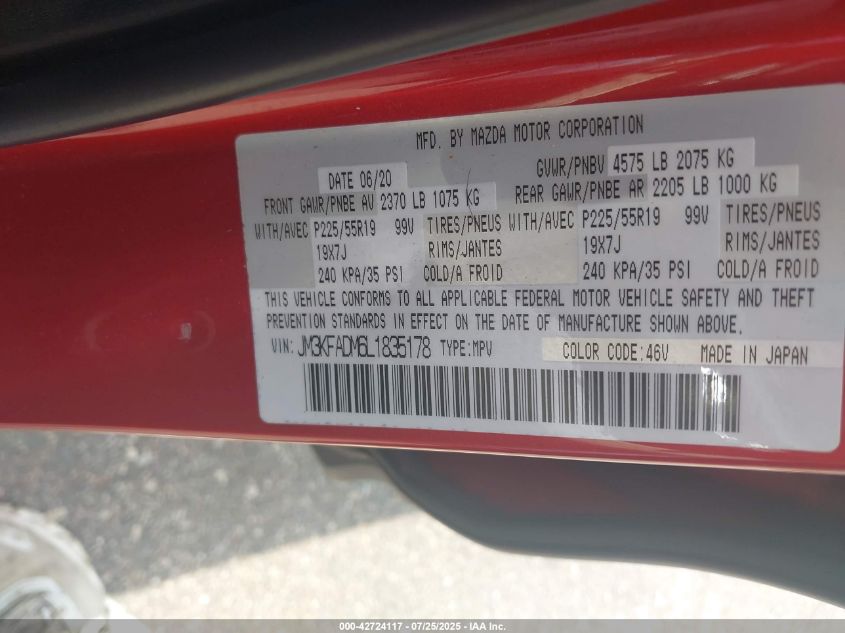 MFD. BY MAZDA MOTOR CORPORATION
DATE 06/20 GVWR/PNBV 4575 LB 2075 KG
FRONT GAWR/PNBE AV 2370 LB 1075 KG REAR GAWR/PNBE AR 2205 LB 1000 KG
WITH/AVEC P225/55R19 99V TIRES/PNEUS WITH/AVEC P225/55R19 99V TIRES/PNEUS
19X7J RIMS/JANTES 19X7J RIMS/JANTES
240 KPA/35 PSI COLD/A FROID 240 KPA/35 PSI COLD/A FROID
THIS VEHICLE CONFORMS TO ALL APPLICABLE FEDERAL MOTOR VEHICLE SAFETY AND THEFT
PREVENTION STANDARDS IN EFFECT ON THE DATE OF MANUFACTURE SHOWN ABOVE.
VIN: JM3KFADM6L1835178 TYPE:MPV COLOR CODE:46V MADE IN JAPAN
000-42724117 - 07/25/2025 - IAA Inc.